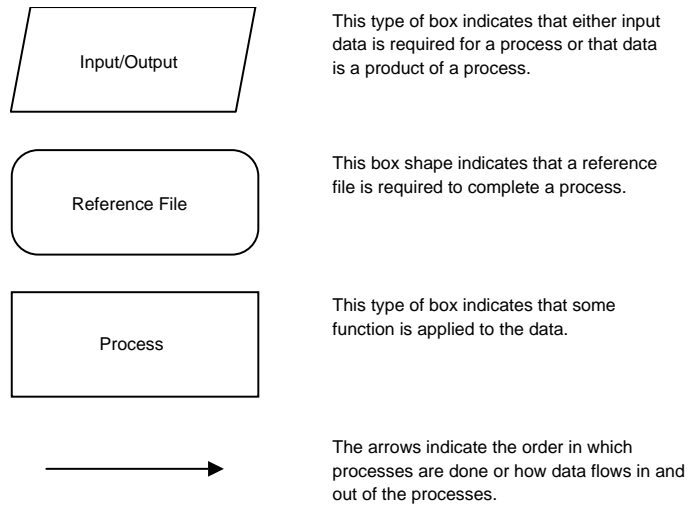 This type of box indicates that either input
data is required for a process or that data
is a product of a process.
Input/Output
This box shape indicates that a reference
file is required to complete a process.
Reference File
This type of box indicates that some
function is applied to the data.
Process
The arrows indicate the order in which
processes are done or how data flows in and
out of the processes.